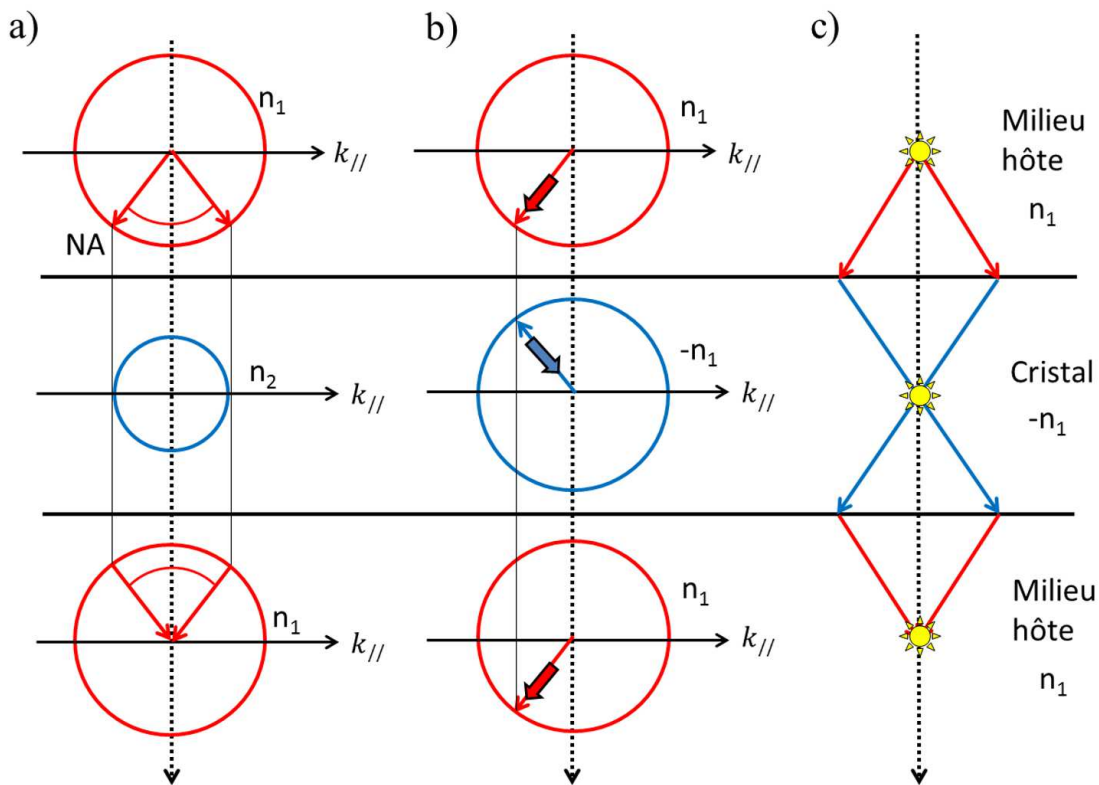 a)
n₁
k//
NA
n₂
k//
n₁
k//
b)
n₁
k//
-n₁
k//
n₁
k//
c)
Milieu
hôte
n₁
Cristal
-n₁
Milieu
hôte
n₁